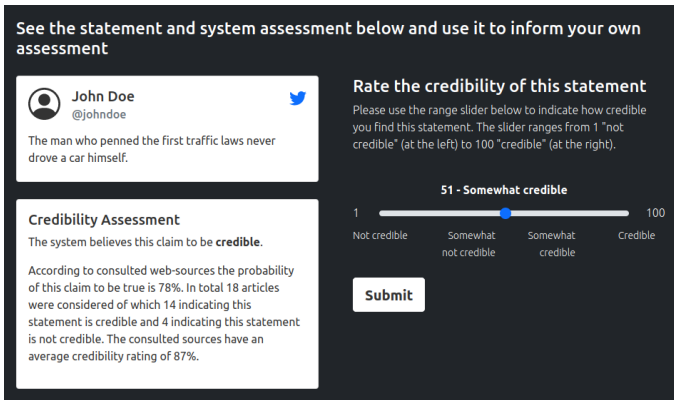 See the statement and system assessment below and use it to inform your own
assessment
John Doe
@johndoe
The man who penned the first traffic laws never
drove a car himself.
Credibility Assessment
The system believes this claim to be credible.
According to consulted web-sources the probability
of this claim to be true is 78%. In total 18 articles
were considered of which 14 indicating this
statement is credible and 4 indicating this statement
is not credible. The consulted sources have an
average credibility rating of 87%.
Rate the credibility of this statement
Please use the range slider below to indicate how credible
you find this statement. The slider ranges from 1 "not
credible" (at the left) to 100 "credible" (at the right).
51 - Somewhat credible
1 100
Not credible Somewhat Somewhat Credible
not credible credible
Submit